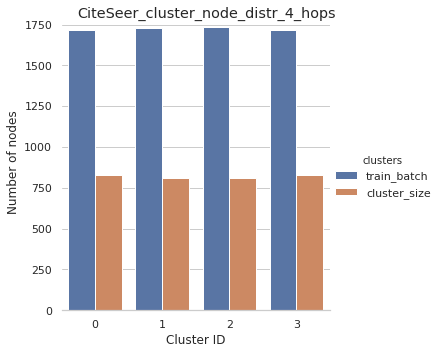 CiteSeer_cluster_node_distr_4_hops
1750
1500
1250
1000
750
500
250
0
Number of nodes
0 1 2 3
Cluster ID
clusters
train_batch
cluster_size